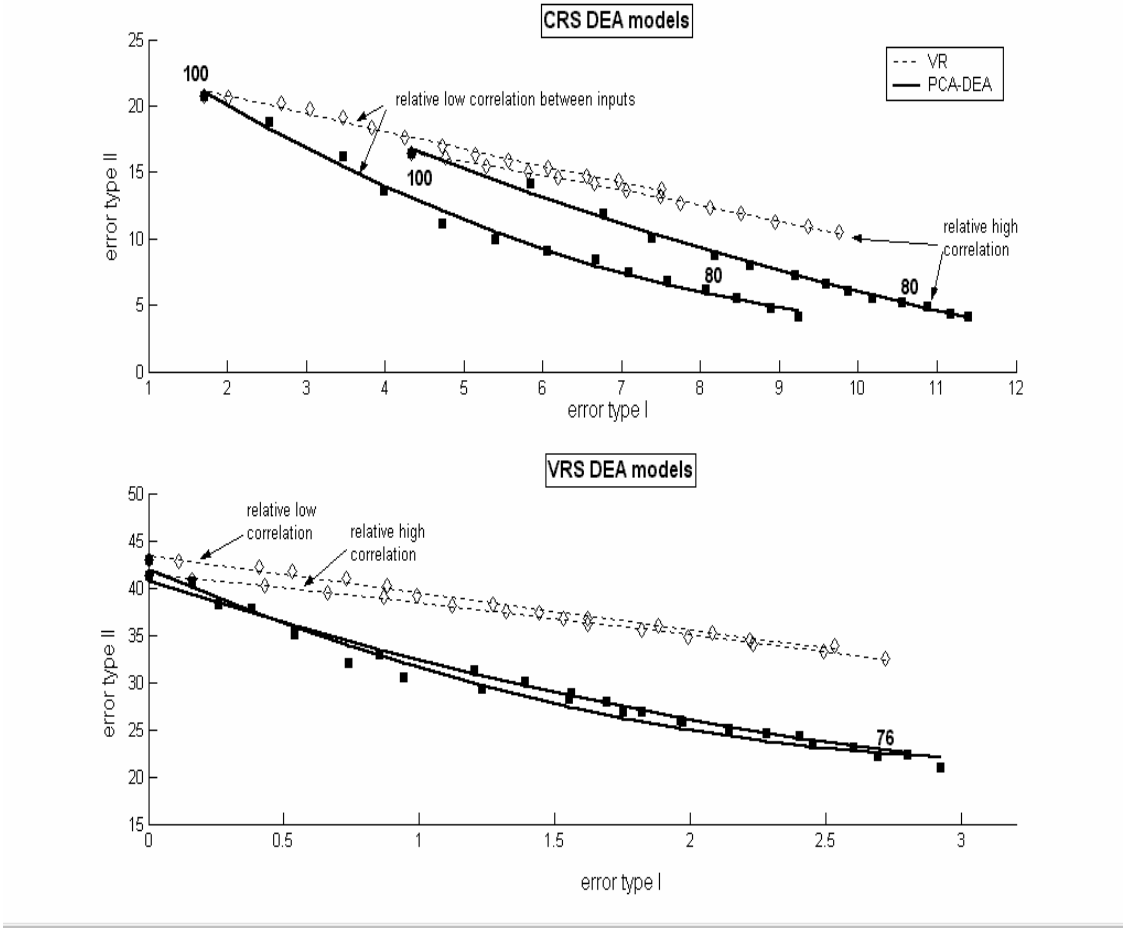 CRS DEA models
25
20
15
10
5
0
error type II
100
relative low correlation between inputs
100
80
80
relative high
correlation
VR
PCA-DEA
1 2 3 4 5 6 7 8 9 10 11 12
error type I
VRS DEA models
50
45
40
35
30
25
20
15
error type II
relative low
correlation
relative high
correlation
76
0 0.5 1 1.5 2 2.5 3
error type I